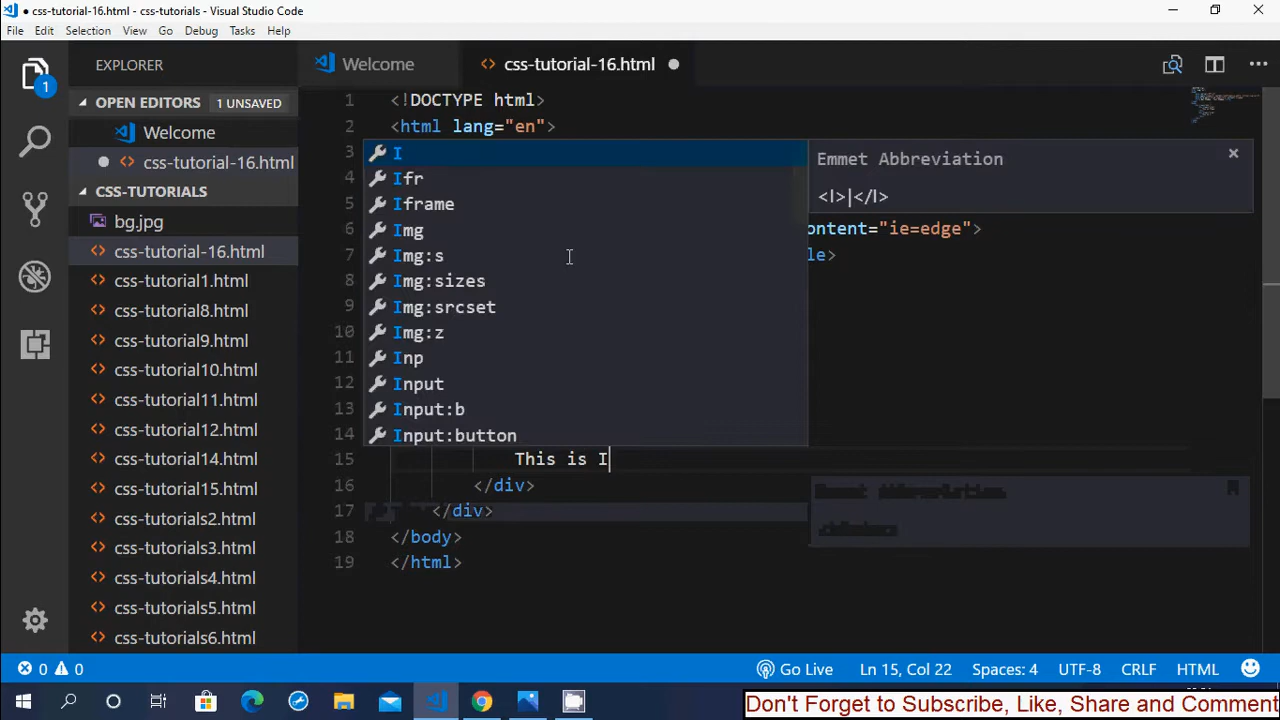 css-tutorial-16.html - css-tutorials - Visual Studio Code
File Edit Selection View Go Debug Tasks Help
EXPLORER
OPEN EDITORS 1 UNSAVED
Welcome
css-tutorial-16.html
CSS-TUTORIALS
bg.jpg
css-tutorial-16.html
css-tutorial1.html
css-tutorial8.html
css-tutorial9.html
css-tutorial10.html
css-tutorial11.html
css-tutorial12.html
css-tutorial14.html
css-tutorial15.html
css-tutorials2.html
css-tutorials3.html
css-tutorials4.html
css-tutorials5.html
css-tutorials6.html
1
Welcome css-tutorial-16.html
1 <!DOCTYPE html>
2 <html lang="en">
3 I
4 Ifr
5 Iframe
6 Img ontent="ie=edge">
7 Img:s le>
8 Img:sizes
9 Img:srcset
10 Img:z
11 Inp
12 Input
13 Input:b
14 Input:button
15 This is I
16 </div>
17 </div>
18 </body>
19 </html>
Emmet Abbreviation
<I>|</I>
0 0 Go Live Ln 15, Col 22 Spaces: 4 UTF-8 CRLF HTML
Don't Forget to Subscribe, Like, Share and Comment